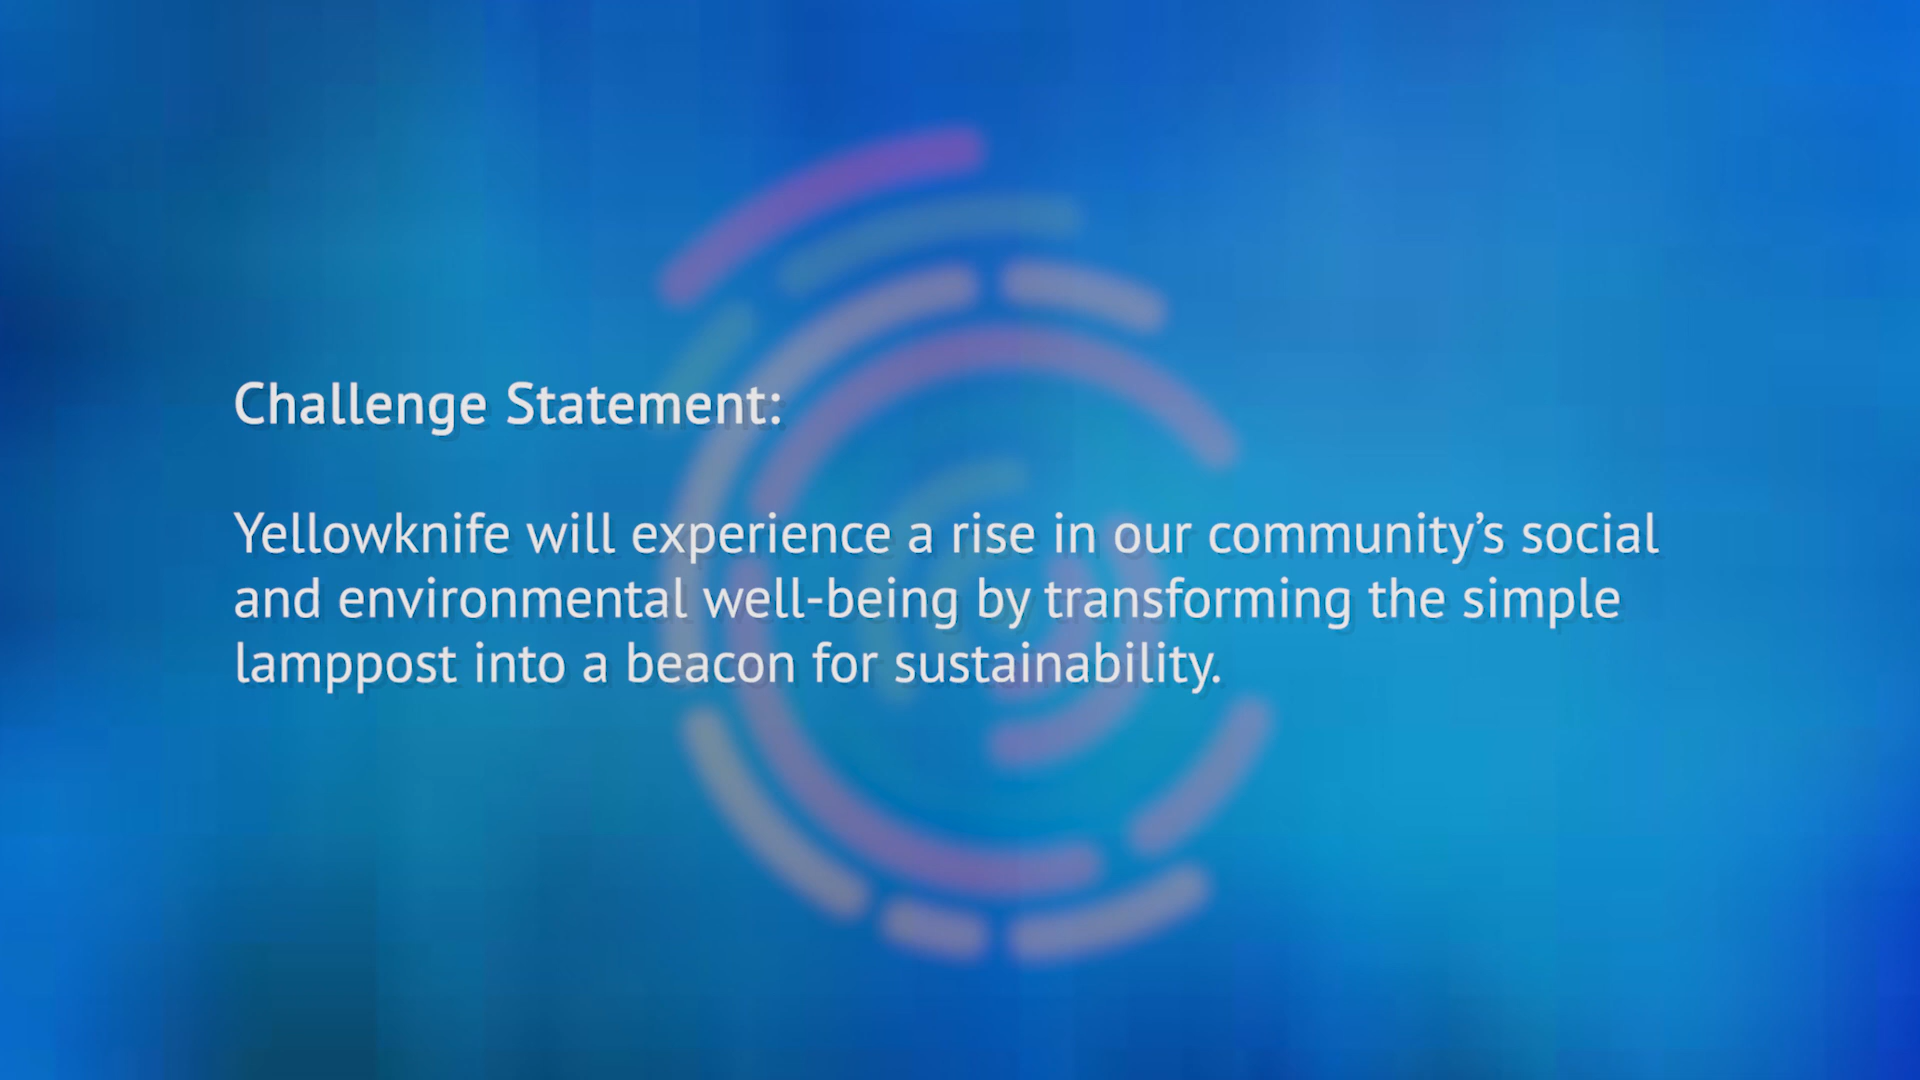 Challenge Statement:
Yellowknife will experience a rise in our community’s social
and environmental well-being by transforming the simple
lamppost into a beacon for sustainability.